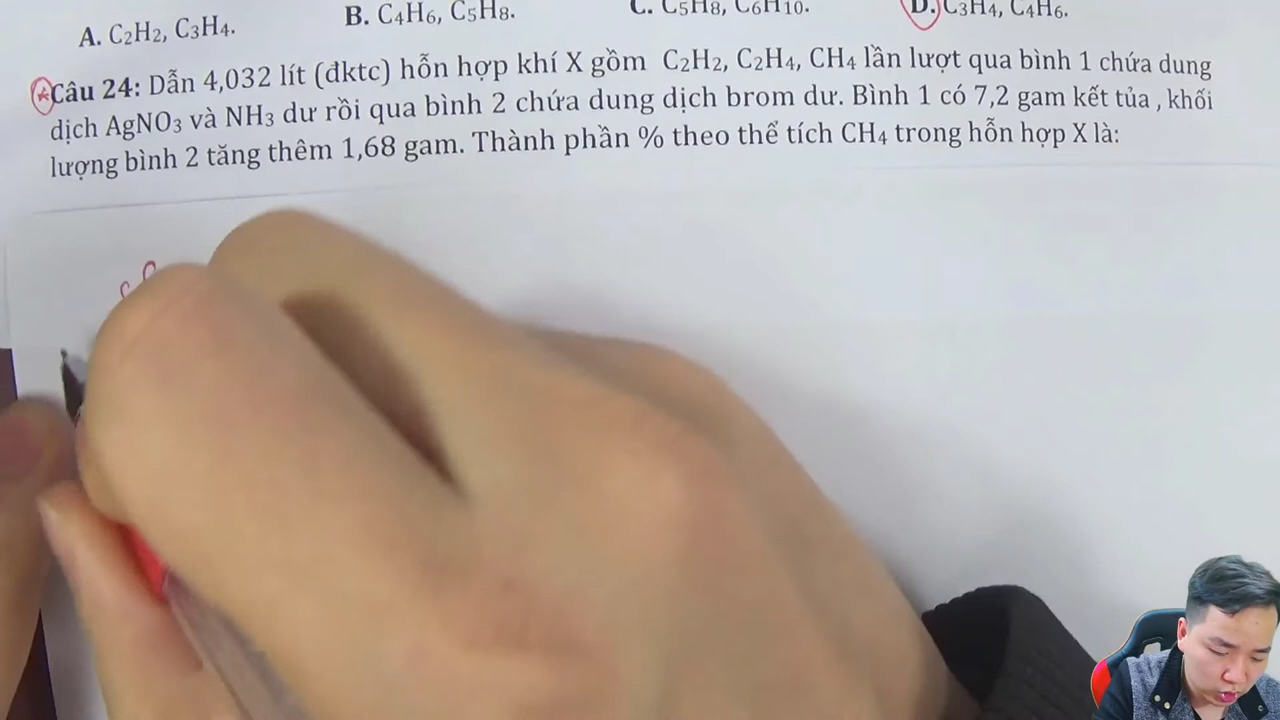 A. C₂H₂, C₃H₄. B. C₄H₆, C₅H₈. C. C₅H₈, C₆H₁₀. D. C₃H₄, C₄H₆.
*Câu 24: Dẫn 4,032 lít (đktc) hỗn hợp khí X gồm C₂H₂, C₂H₄, CH₄ lần lượt qua bình 1 chứa dung
dịch AgNO₃ và NH₃ dư rồi qua bình 2 chứa dung dịch brom dư. Bình 1 có 7,2 gam kết tủa , khối
lượng bình 2 tăng thêm 1,68 gam. Thành phần % theo thể tích CH₄ trong hỗn hợp X là: